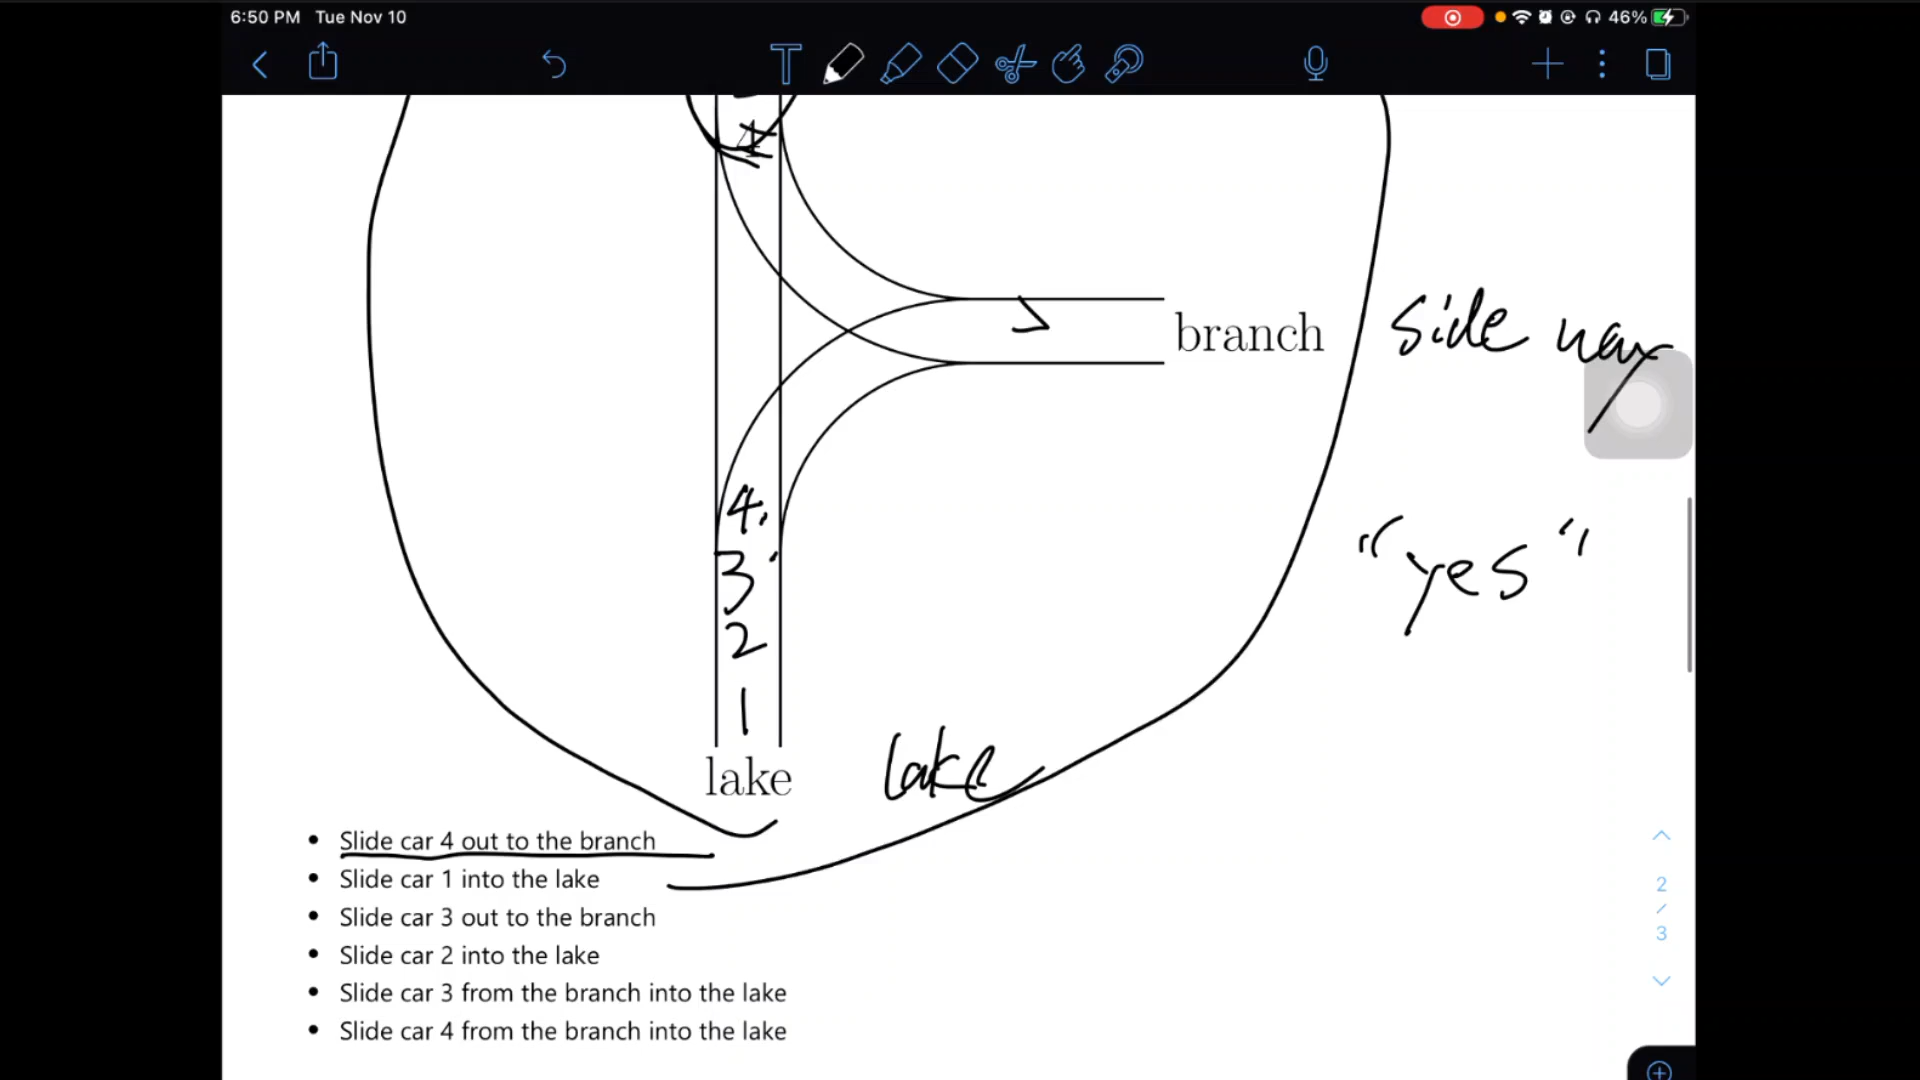 6:50 PM Tue Nov 10
46%
4
branch
side way
4.
3
2
1
"yes"
lake
lake
• Slide car 4 out to the branch
• Slide car 1 into the lake
• Slide car 3 out to the branch
• Slide car 2 into the lake
• Slide car 3 from the branch into the lake
• Slide car 4 from the branch into the lake
2
/
3